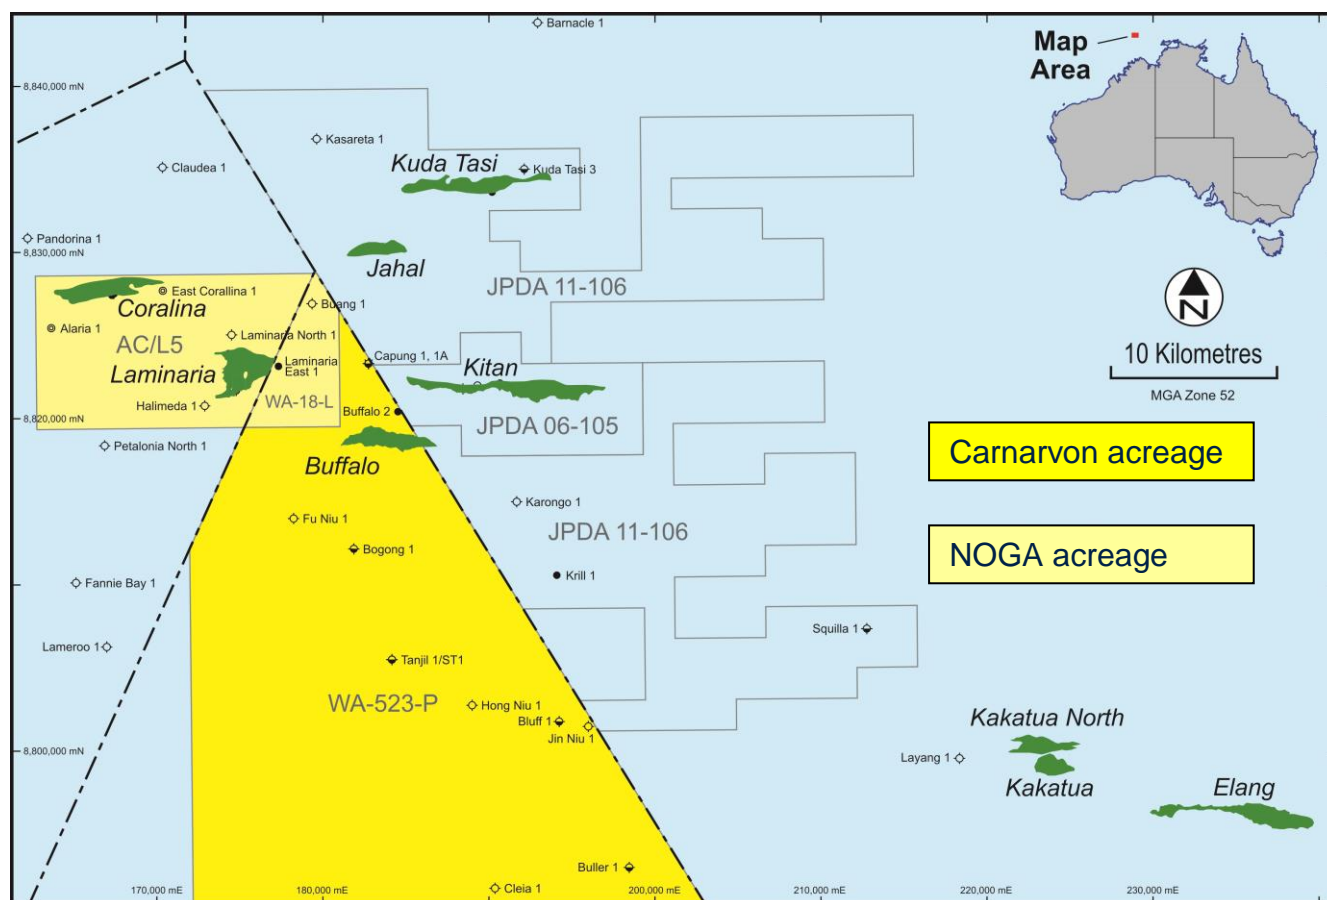 Barnacle 1
Map
Area
8,840,000 mN
Kasareta 1
Claudea 1
Kuda Tasi
Kuda Tasi 3
Pandorina 1
8,830,000 mN
Jahal
JPDA 11-106
East Corallina 1
Coralina
Buang 1
Alaria 1
Laminaria North 1
AC/L5
Capung 1, 1A
Laminaria
East 1
Laminaria
Kitan
N
10 Kilometres
MGA Zone 52
Halimeda 1
WA-18-L
Buffalo 2
8,820,000 mN
JPDA 06-105
Petalonia North 1
Buffalo
Carnarvon acreage
Karongo 1
Fu Niu 1
JPDA 11-106
Bogong 1
NOGA acreage
Fannie Bay 1
Krill 1
Squilla 1
Lameroo 1
Tanjil 1/ST1
WA-523-P
Hong Niu 1
Bluff 1
Jin Niu 1
Kakatua North
8,800,000 mN
Layang 1
Kakatua
Elang
Buller 1
Cleia 1
170,000 mE
180,000 mE
200,000 mE
210,000 mE
220,000 mE
230,000 mE